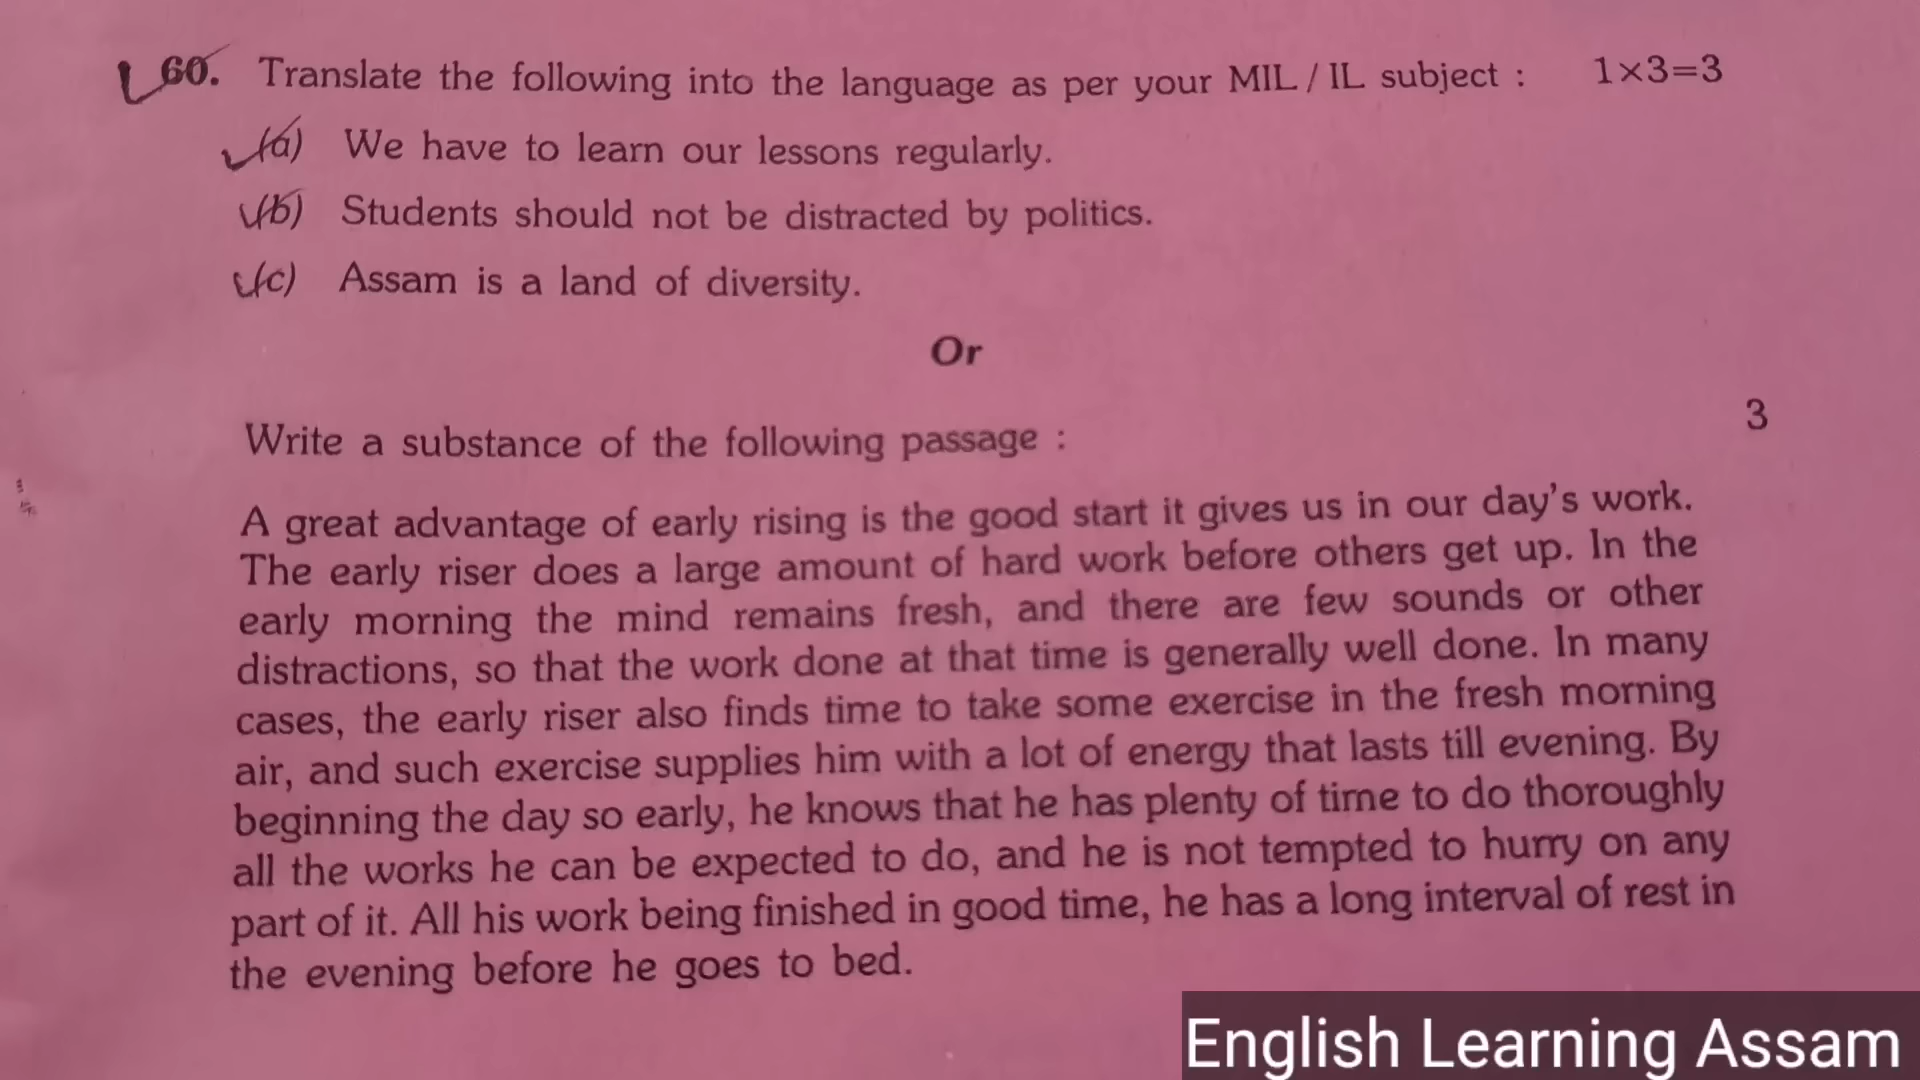 60. Translate the following into the language as per your MIL / IL subject : 1×3=3
(a) We have to learn our lessons regularly.
(b) Students should not be distracted by politics.
(c) Assam is a land of diversity.
Or
Write a substance of the following passage : 3
A great advantage of early rising is the good start it gives us in our day's work.
The early riser does a large amount of hard work before others get up. In the
early morning the mind remains fresh, and there are few sounds or other
distractions, so that the work done at that time is generally well done. In many
cases, the early riser also finds time to take some exercise in the fresh morning
air, and such exercise supplies him with a lot of energy that lasts till evening. By
beginning the day so early, he knows that he has plenty of time to do thoroughly
all the works he can be expected to do, and he is not tempted to hurry on any
part of it. All his work being finished in good time, he has a long interval of rest in
the evening before he goes to bed.
English Learning Assam